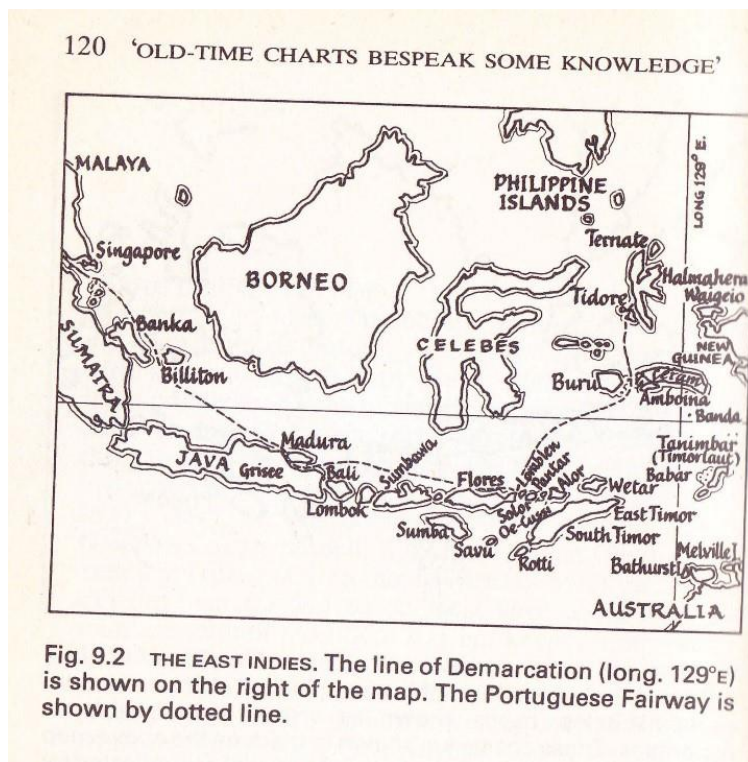 120 ‘OLD-TIME CHARTS BESPEAK SOME KNOWLEDGE’
MALAYA
PHILIPPINE
ISLANDS
LONG 129° E.
Singapore
Ternate
BORNEO
Halmahera
Tidore
Waigeio
Banka
SUMATRA
CELEBES
NEW
GUINEA
Billiton
Buru
Ceram
Amboina
Banda
Madura
Tanimbar
(Timorlaut)
JAVA
Grisee
Bali
Sumbawa
Flores
Lomblen
Pantar
Alor
Babar
Wetar
Lombok
Solor
East Timor
Sumba
South Timor
Savu
Rotti
Melville I.
Bathurst I.
AUSTRALIA
Fig. 9.2 THE EAST INDIES. The line of Demarcation (long. 129°E)
is shown on the right of the map. The Portuguese Fairway is
shown by dotted line.